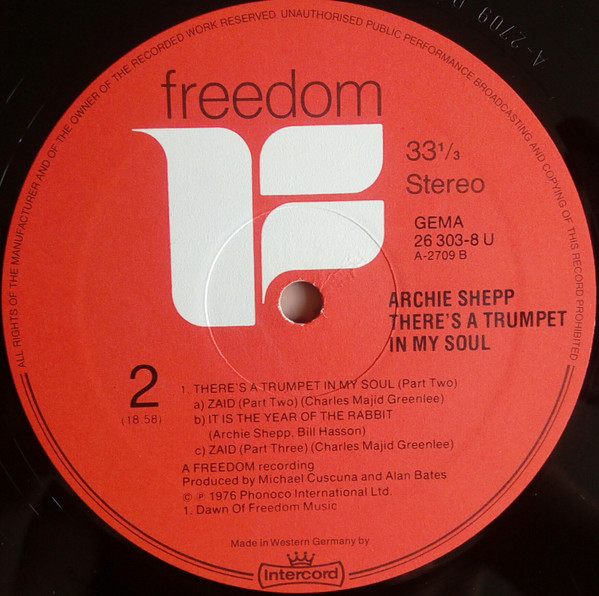 ALL RIGHTS OF THE MANUFACTURER AND OF THE OWNER OF THE RECORDED WORK RESERVED UNAUTHORISED PUBLIC PERFORMANCE BROADCASTING AND COPYING OF THIS RECORD PROHIBITED
freedom
33 1/3
Stereo
GEMA
26 303-8 U
A-2709 B
ARCHIE SHEPP
THERE'S A TRUMPET
IN MY SOUL
2
(18.58)
1. THERE'S A TRUMPET IN MY SOUL (Part Two)
a) ZAID (Part Two) (Charles Majid Greenlee)
b) IT IS THE YEAR OF THE RABBIT
(Archie Shepp. Bill Hasson)
c) ZAID (Part Three) (Charles Majid Greenlee)
A FREEDOM recording
Produced by Michael Cuscuna and Alan Bates
© ℗ 1976 Phonoco International Ltd.
1. Dawn Of Freedom Music
Made in Western Germany by
Intercord
A-2709